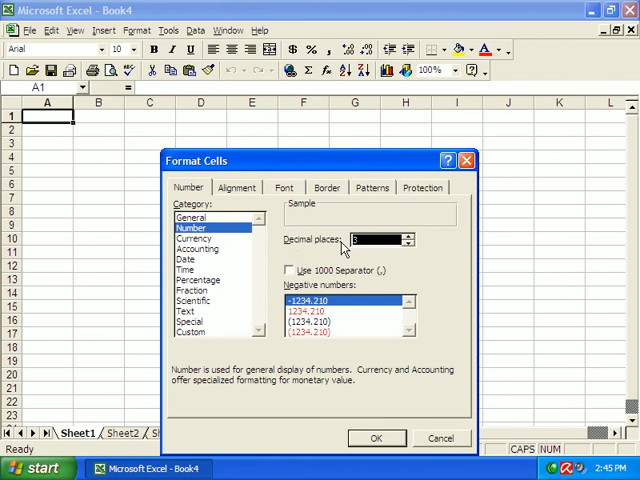 Microsoft Excel - Book4
File Edit View Insert Format Tools Data Window Help
Arial 10 B I U $ % ,
Σ 100%
A1 =
A B C D E F G H I J K L
1
2
3
4
5
6
7
8
9
10
11
12
13
14
15
16
17
18
19
20
21
22
23
Format Cells
Number Alignment Font Border Patterns Protection
Category:
General
Number
Currency
Accounting
Date
Time
Percentage
Fraction
Scientific
Text
Special
Custom
Sample
Decimal places: 3
Use 1000 Separator (,)
Negative numbers:
-1234.210
1234.210
(1234.210)
(1234.210)
Number is used for general display of numbers. Currency and Accounting
offer specialized formatting for monetary value.
OK Cancel
Sheet1 Sheet2 Sh
Ready CAPS NUM
start Microsoft Excel - Book4 2:45 PM